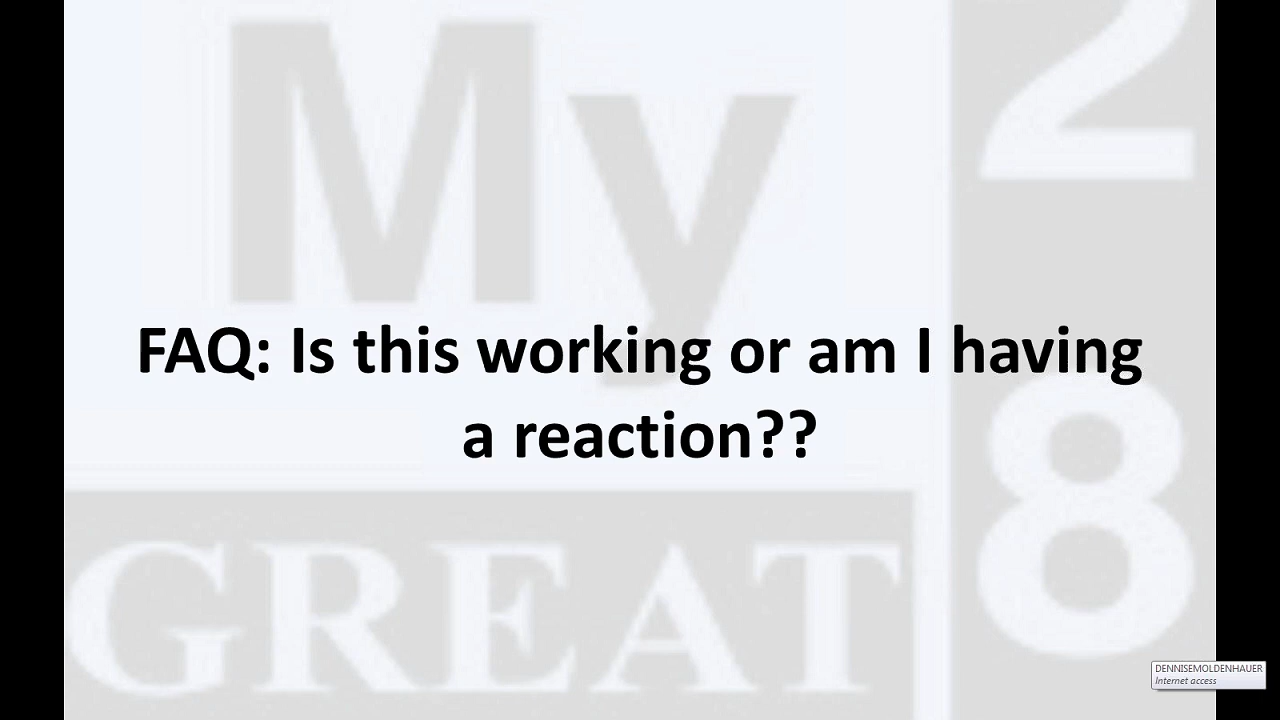 My
2
FAQ: Is this working or am I having
a reaction??
8
GREAT
DENNISEMOLDENHAUER
Internet access